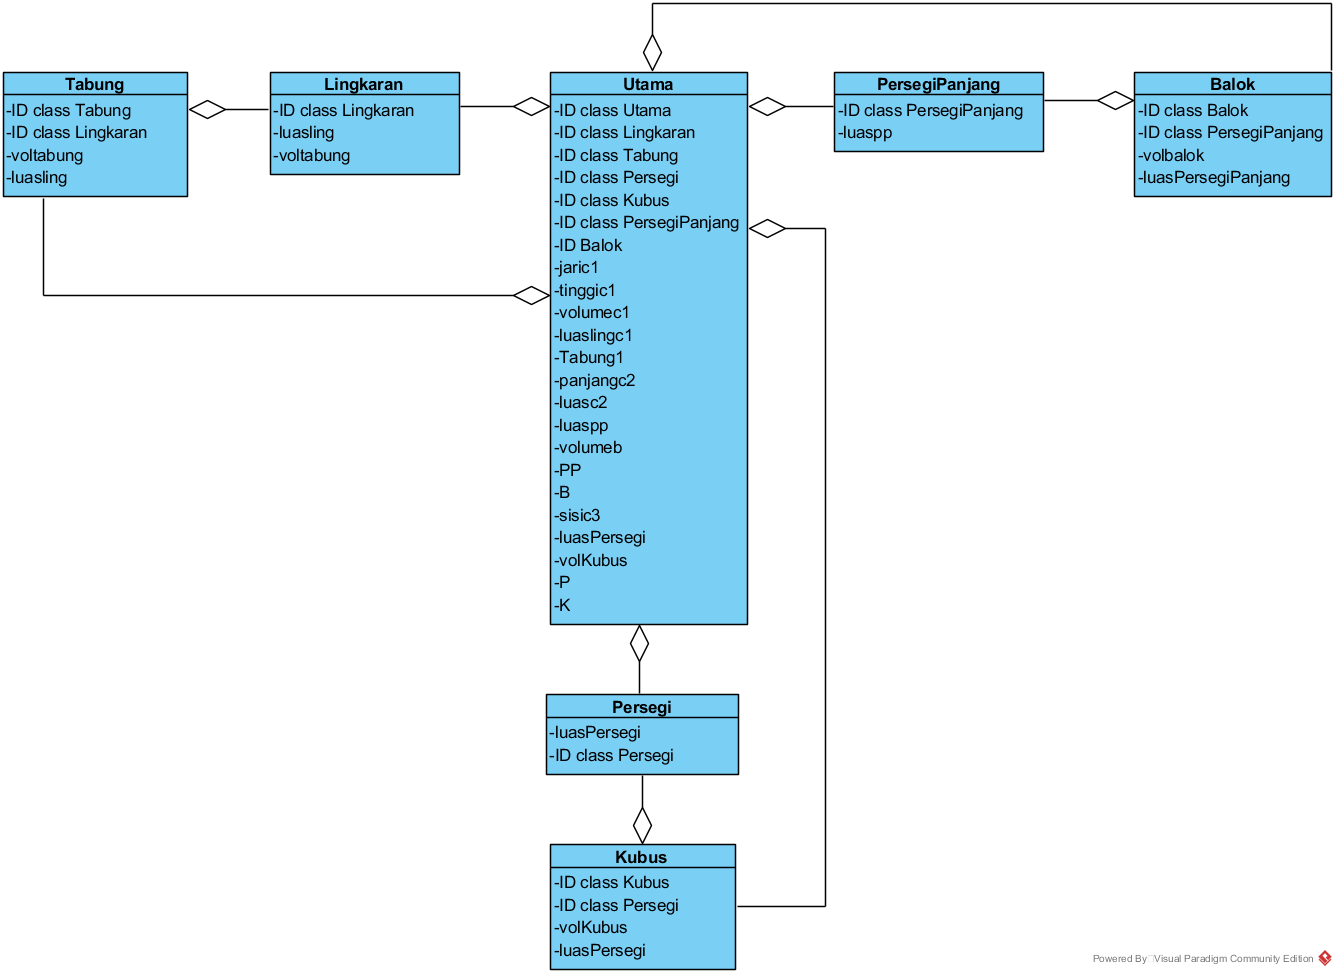 Tabung
-ID class Tabung
-ID class Lingkaran
-voltabung
-luasling
Lingkaran
-ID class Lingkaran
-luasling
-voltabung
Utama
-ID class Utama
-ID class Lingkaran
-ID class Tabung
-ID class Persegi
-ID class Kubus
-ID class PersegiPanjang
-ID Balok
-jaric1
-tinggic1
-volumec1
-luaslingc1
-Tabung1
-panjangc2
-luasc2
-luaspp
-volumeb
-PP
-B
-sisic3
-luasPersegi
-volKubus
-P
-K
PersegiPanjang
-ID class PersegiPanjang
-luaspp
Balok
-ID class Balok
-ID class PersegiPanjang
-volbalok
-luasPersegiPanjang
Persegi
-luasPersegi
-ID class Persegi
Kubus
-ID class Kubus
-ID class Persegi
-volKubus
-luasPersegi
Powered By Visual Paradigm Community Edition